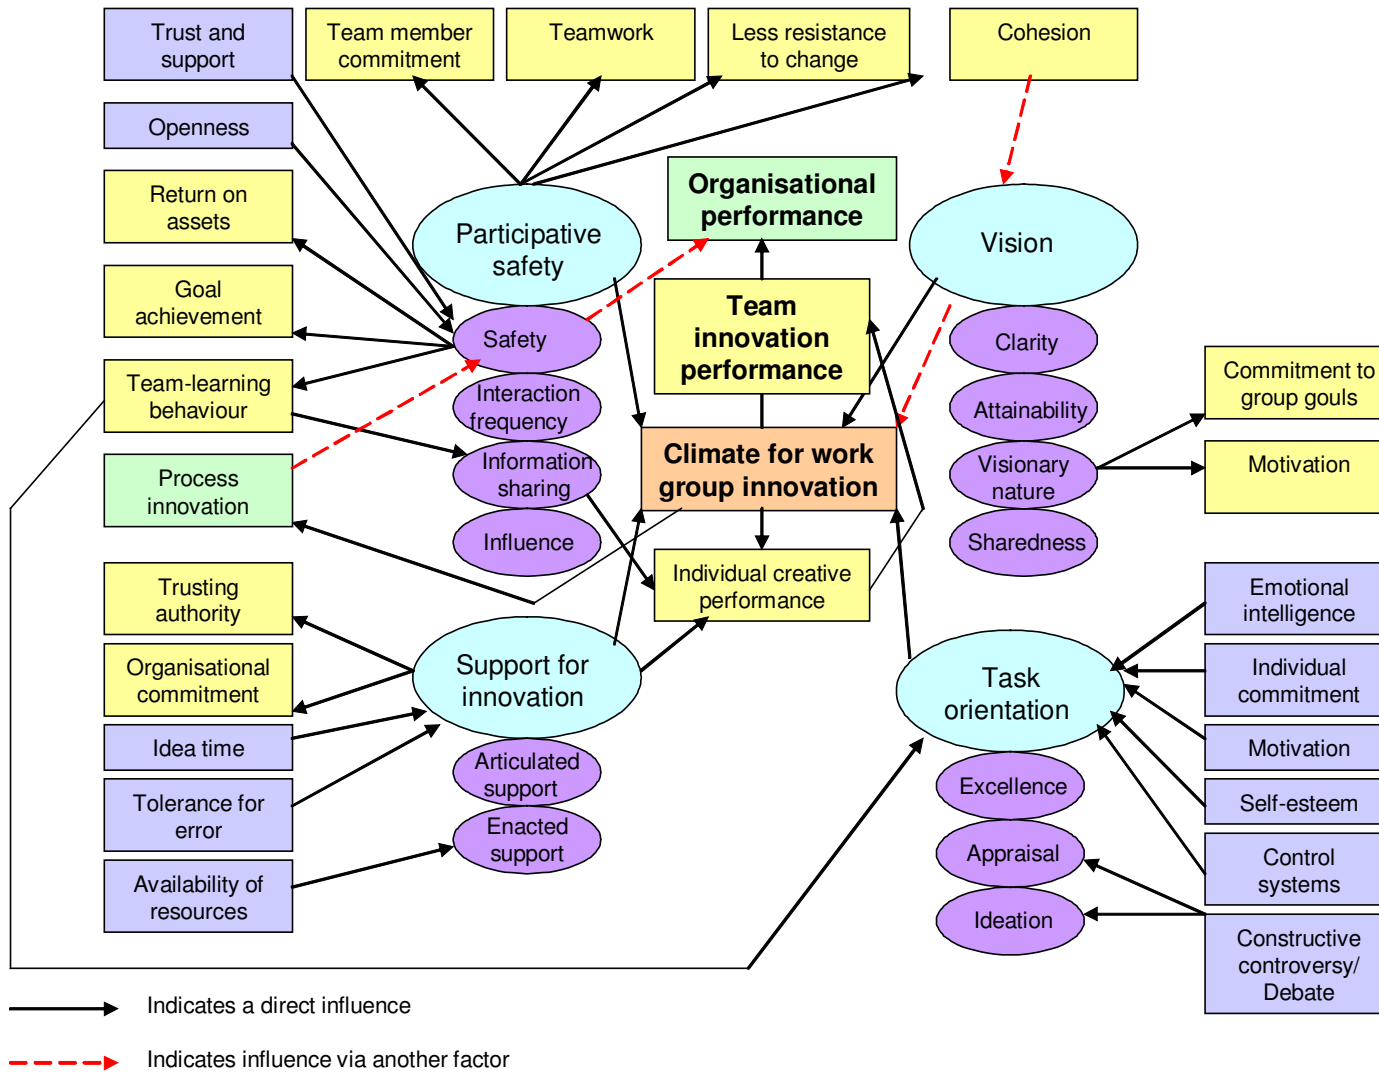 Trust and
support
Team member
commitment
Teamwork
Less resistance
to change
Cohesion
Openness
Return on
assets
Organisational
performance
Participative
safety
Vision
Goal
achievement
Team
innovation
performance
Safety
Clarity
Team-learning
behaviour
Interaction
frequency
Attainability
Commitment to
group gouls
Process
innovation
Information
sharing
Climate for work
group innovation
Visionary
nature
Motivation
Influence
Sharedness
Trusting
authority
Individual creative
performance
Emotional
intelligence
Organisational
commitment
Support for
innovation
Task
orientation
Individual
commitment
Idea time
Motivation
Articulated
support
Excellence
Tolerance for
error
Self-esteem
Enacted
support
Appraisal
Control
systems
Availability of
resources
Ideation
Constructive
controversy/
Debate
Indicates a direct influence
Indicates influence via another factor